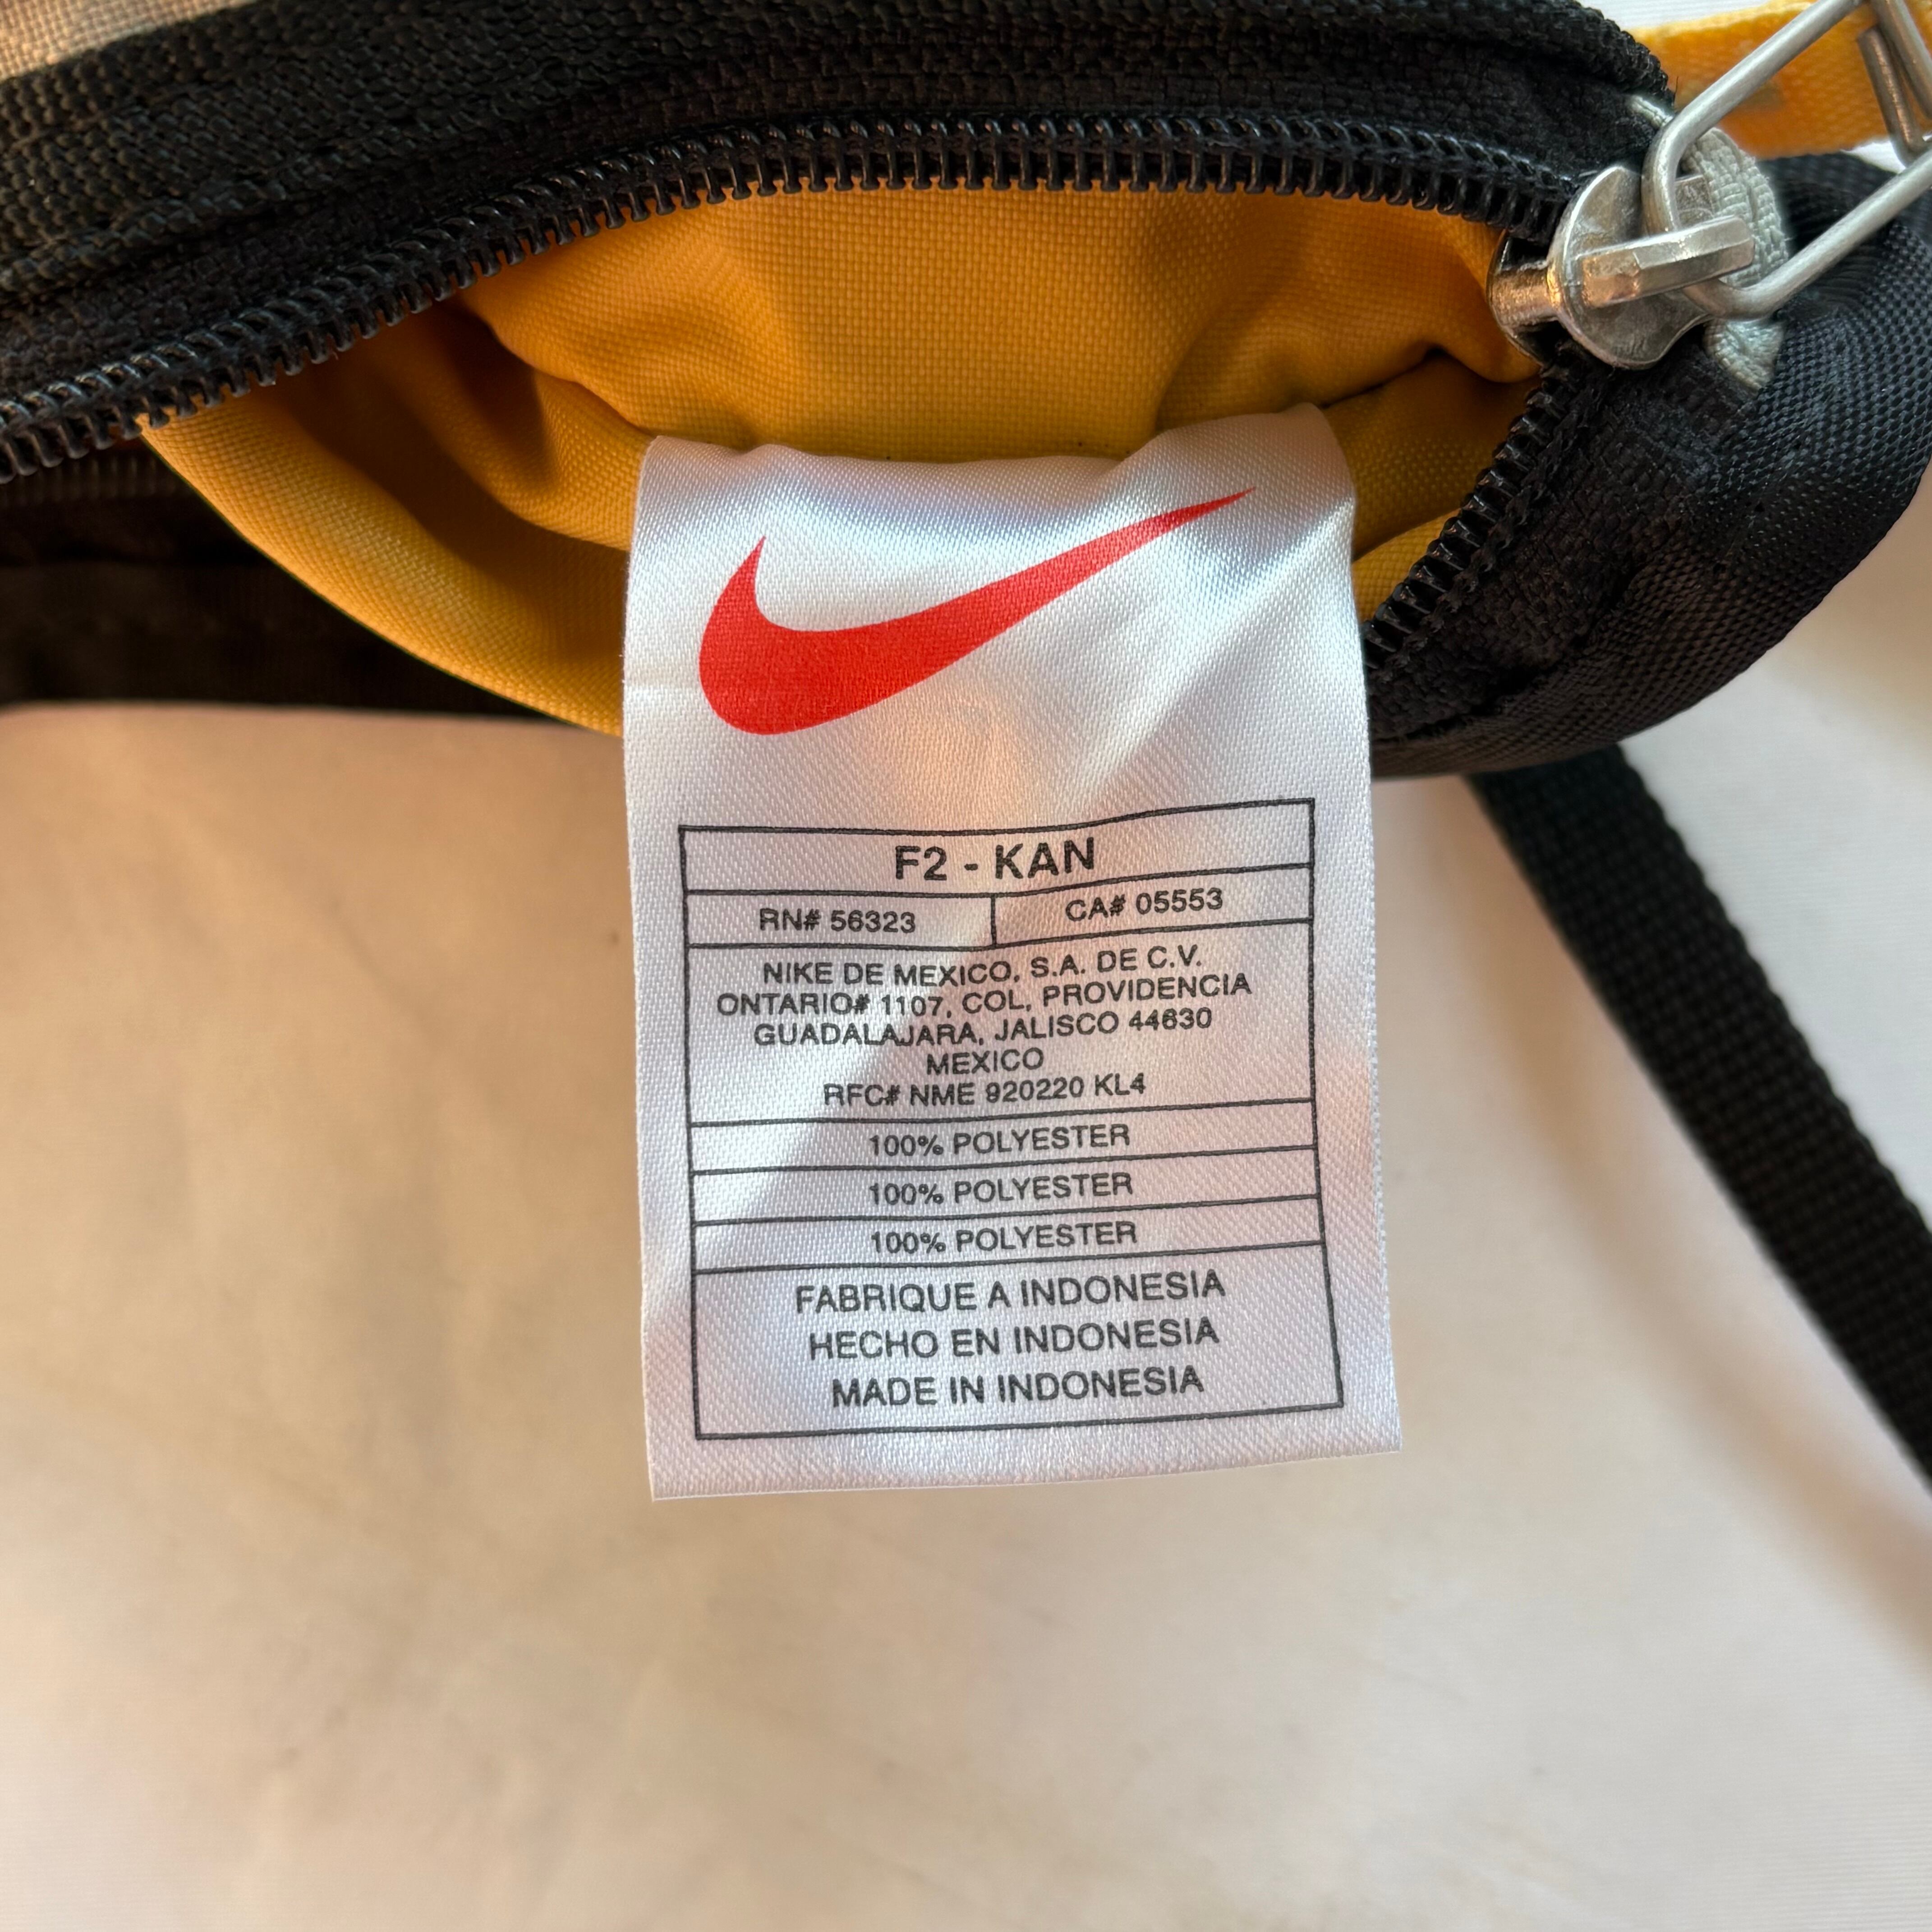 F2 - KAN
RN# 56323
CA# 05553
NIKE DE MEXICO, S.A. DE C.V.
ONTARIO# 1107, COL, PROVIDENCIA
GUADALAJARA, JALISCO 44630
MEXICO
RFC# NME 920220 KL4
100% POLYESTER
100% POLYESTER
100% POLYESTER
FABRIQUE A INDONESIA
HECHO EN INDONESIA
MADE IN INDONESIA